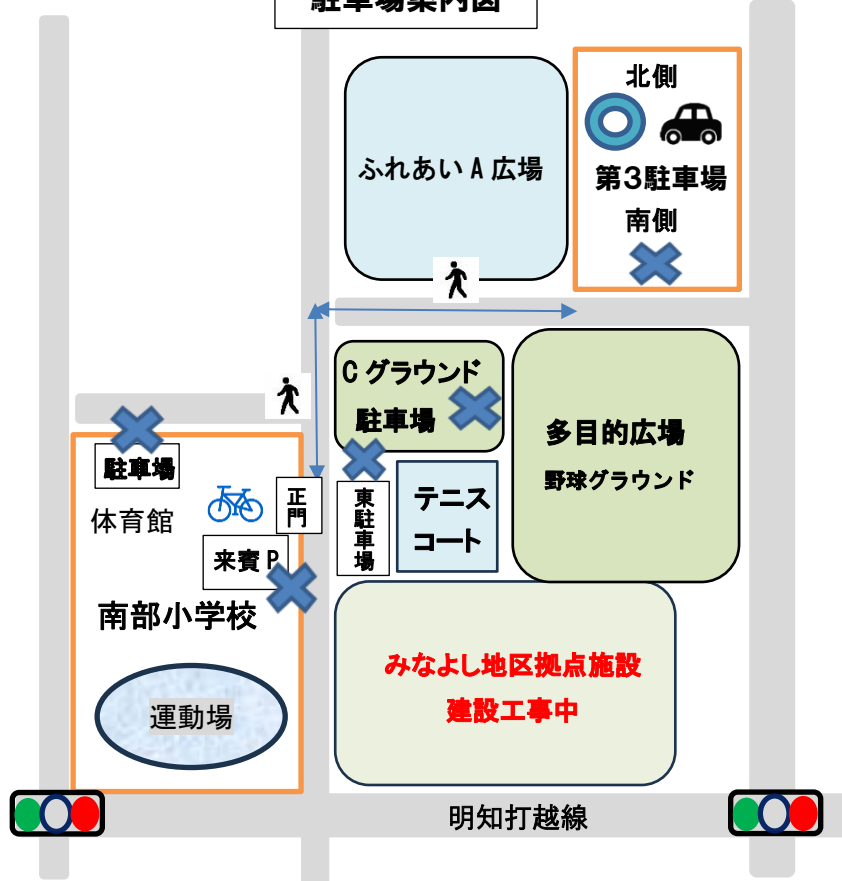 駐車場案内図
北側
ふれあい A 広場
第3駐車場
南側
C グラウンド
駐車場
多目的広場
野球グラウンド
駐車場
体育館
正門
東駐車場
テニス
コート
来賓 P
南部小学校
みなよし地区拠点施設
建設工事中
運動場
明知打越線